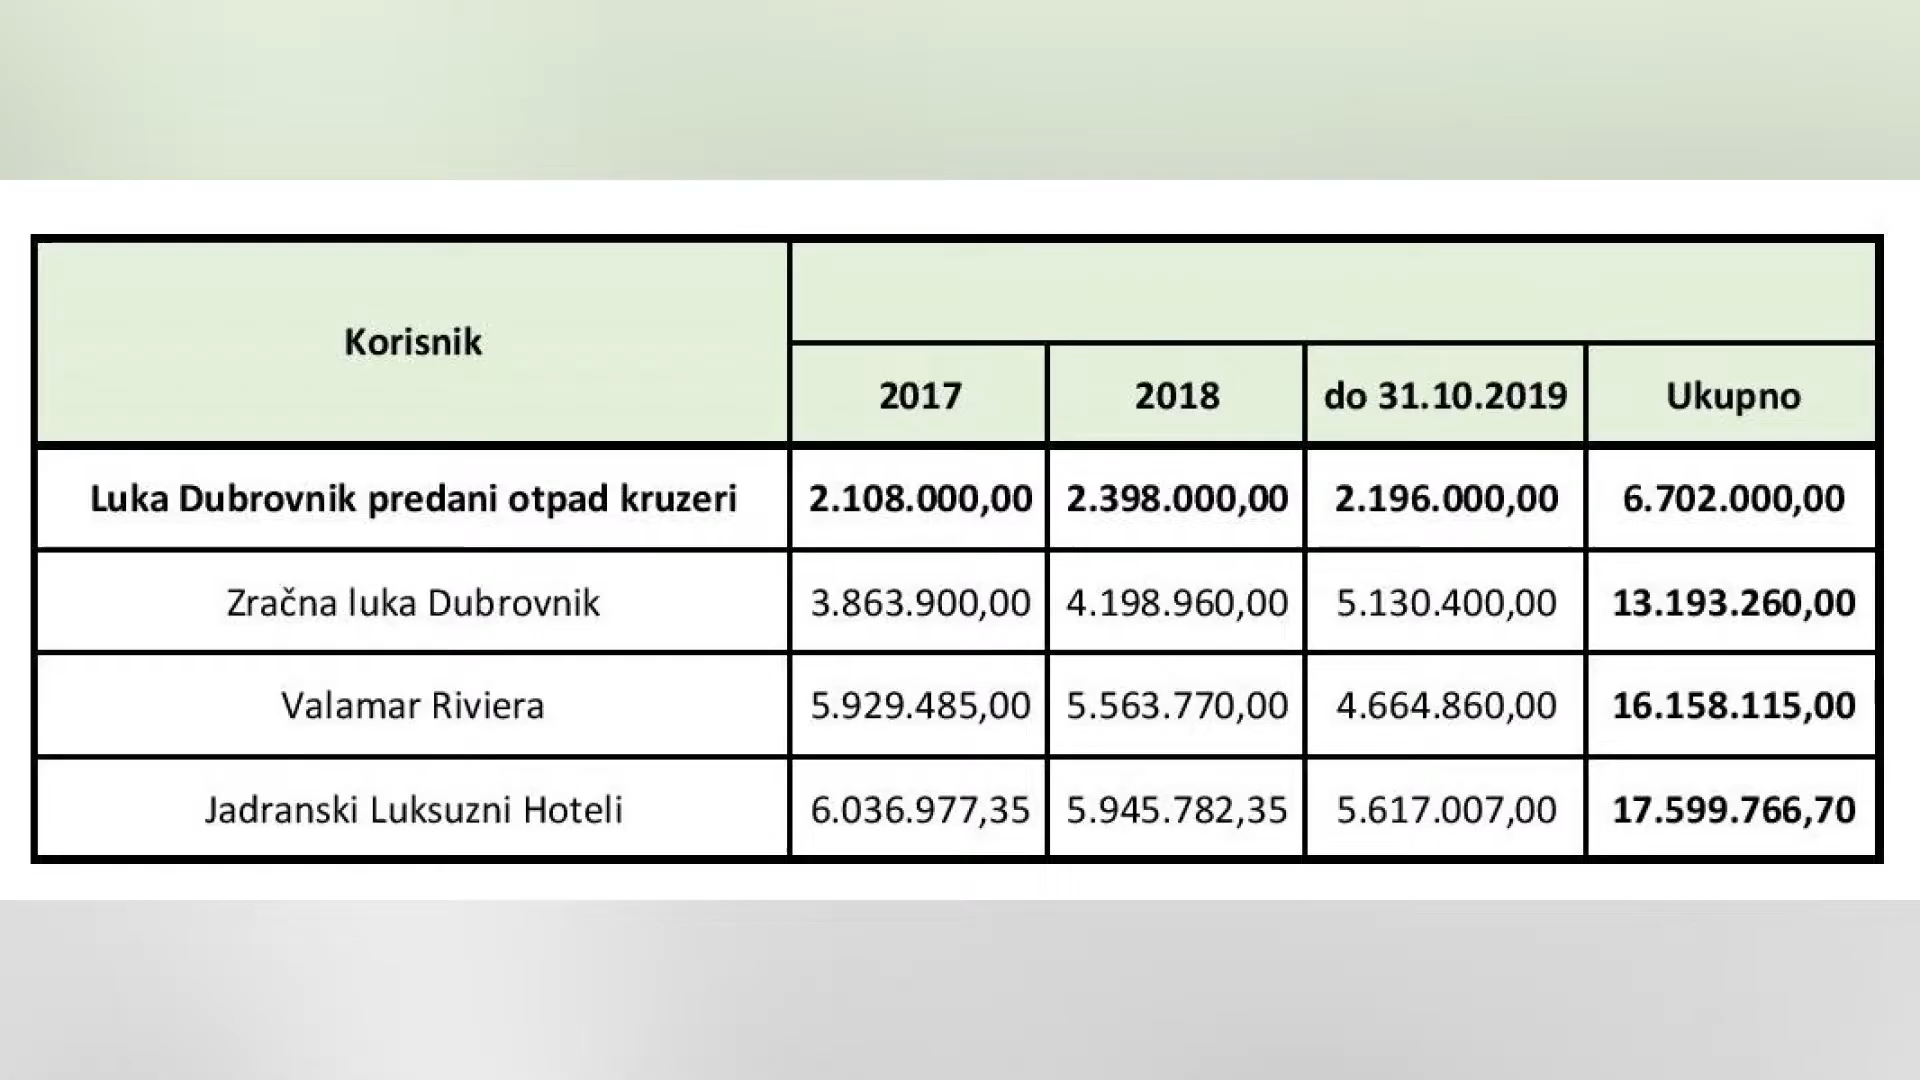 Korisnik
2017 2018 do 31.10.2019 Ukupno
Luka Dubrovnik predani otpad kruzeri 2.108.000,00 2.398.000,00 2.196.000,00 6.702.000,00
Zračna luka Dubrovnik 3.863.900,00 4.198.960,00 5.130.400,00 13.193.260,00
Valamar Riviera 5.929.485,00 5.563.770,00 4.664.860,00 16.158.115,00
Jadranski Luksuzni Hoteli 6.036.977,35 5.945.782,35 5.617.007,00 17.599.766,70